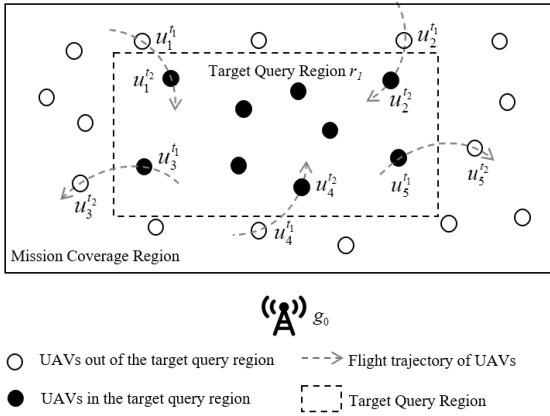 u_1^{t_1}
u_2^{t_1}
Target Query Region r_1
u_1^{t_2}
u_2^{t_2}
u_3^{t_1}
u_3^{t_2}
u_4^{t_2}
u_5^{t_1}
u_5^{t_2}
u_4^{t_1}
Mission Coverage Region
g_0
UAVs out of the target query region
Flight trajectory of UAVs
UAVs in the target query region
Target Query Region